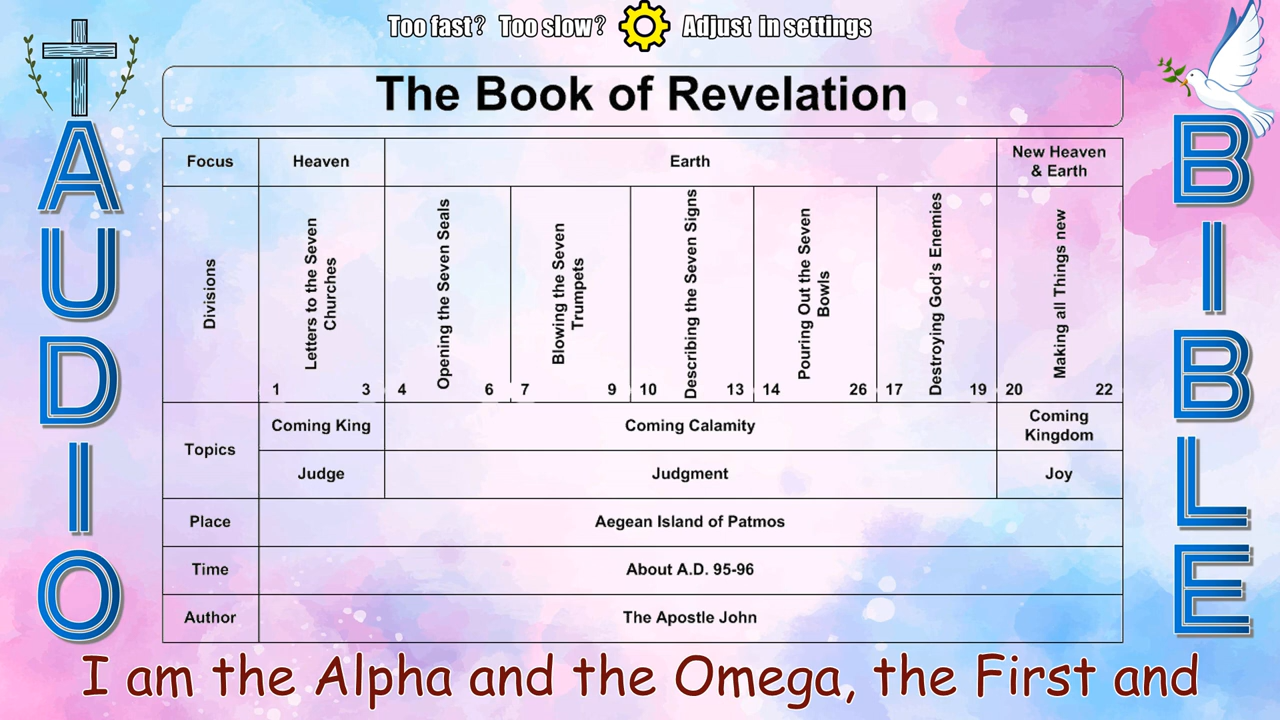 Too fast? Too slow? Adjust in settings
AUDIO
BIBLE
The Book of Revelation
Focus
Heaven
Earth
New Heaven
& Earth
Divisions
Letters to the Seven
Churches
1 3
Opening the Seven Seals
4 6
Blowing the Seven
Trumpets
7 9
Describing the Seven Signs
10 13
Pouring Out the Seven
Bowls
14 26
Destroying God's Enemies
17 19
Making all Things new
20 22
Topics
Coming King
Coming Calamity
Coming
Kingdom
Judge
Judgment
Joy
Place
Aegean Island of Patmos
Time
About A.D. 95-96
Author
The Apostle John
I am the Alpha and the Omega, the First and